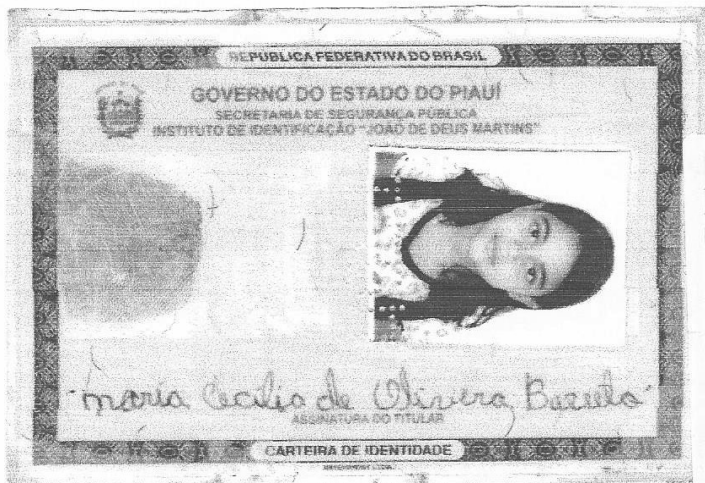 REPÚBLICA FEDERATIVA DO BRASIL
GOVERNO DO ESTADO DO PIAUÍ
SECRETARIA DE SEGURANÇA PÚBLICA
INSTITUTO DE IDENTIFICAÇÃO "JOÃO DE DEUS MARTINS"
maria Cecilia de Olivera Barreto
ASSINATURA DO TITULAR
CARTEIRA DE IDENTIDADE